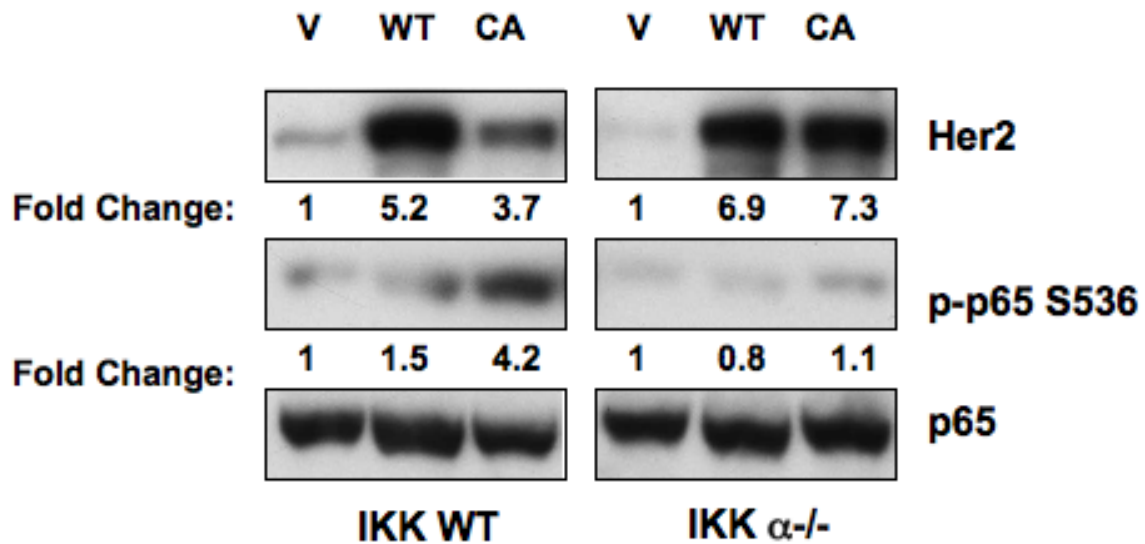 V WT CA V WT CA
Her2
Fold Change: 1 5.2 3.7 1 6.9 7.3
p-p65 S536
Fold Change: 1 1.5 4.2 1 0.8 1.1
p65
IKK WT IKK α-/-